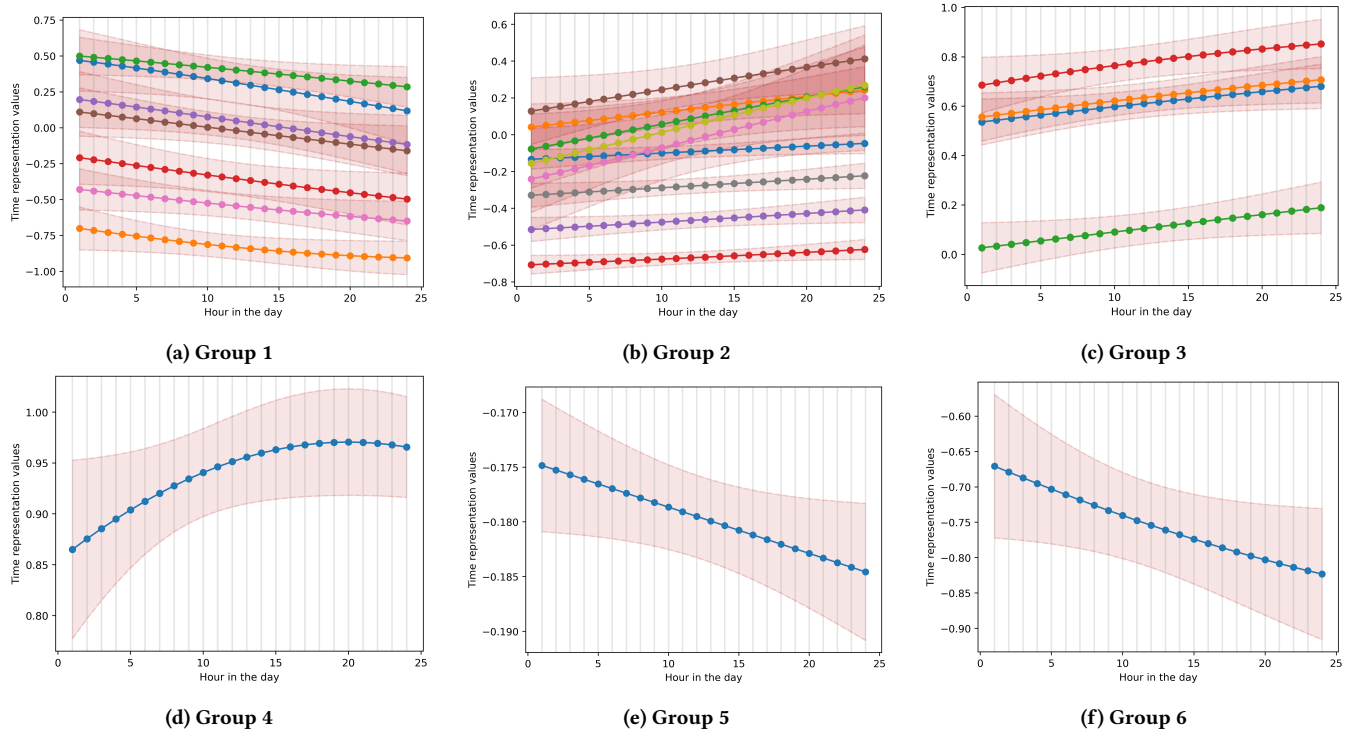 0.75
0.50
0.25
0.00
−0.25
−0.50
−0.75
−1.00
Time representation values
0 5 10 15 20 25
Hour in the day
(a) Group 1
0.6
0.4
0.2
0.0
−0.2
−0.4
−0.6
−0.8
Time representation values
0 5 10 15 20 25
Hour in the day
(b) Group 2
1.0
0.8
0.6
0.4
0.2
0.0
Time representation values
0 5 10 15 20 25
Hour in the day
(c) Group 3
1.00
0.95
0.90
0.85
0.80
Time representation values
0 5 10 15 20 25
Hour in the day
(d) Group 4
−0.170
−0.175
−0.180
−0.185
−0.190
Time representation values
0 5 10 15 20 25
Hour in the day
(e) Group 5
−0.60
−0.65
−0.70
−0.75
−0.80
−0.85
−0.90
Time representation values
0 5 10 15 20 25
Hour in the day
(f) Group 6